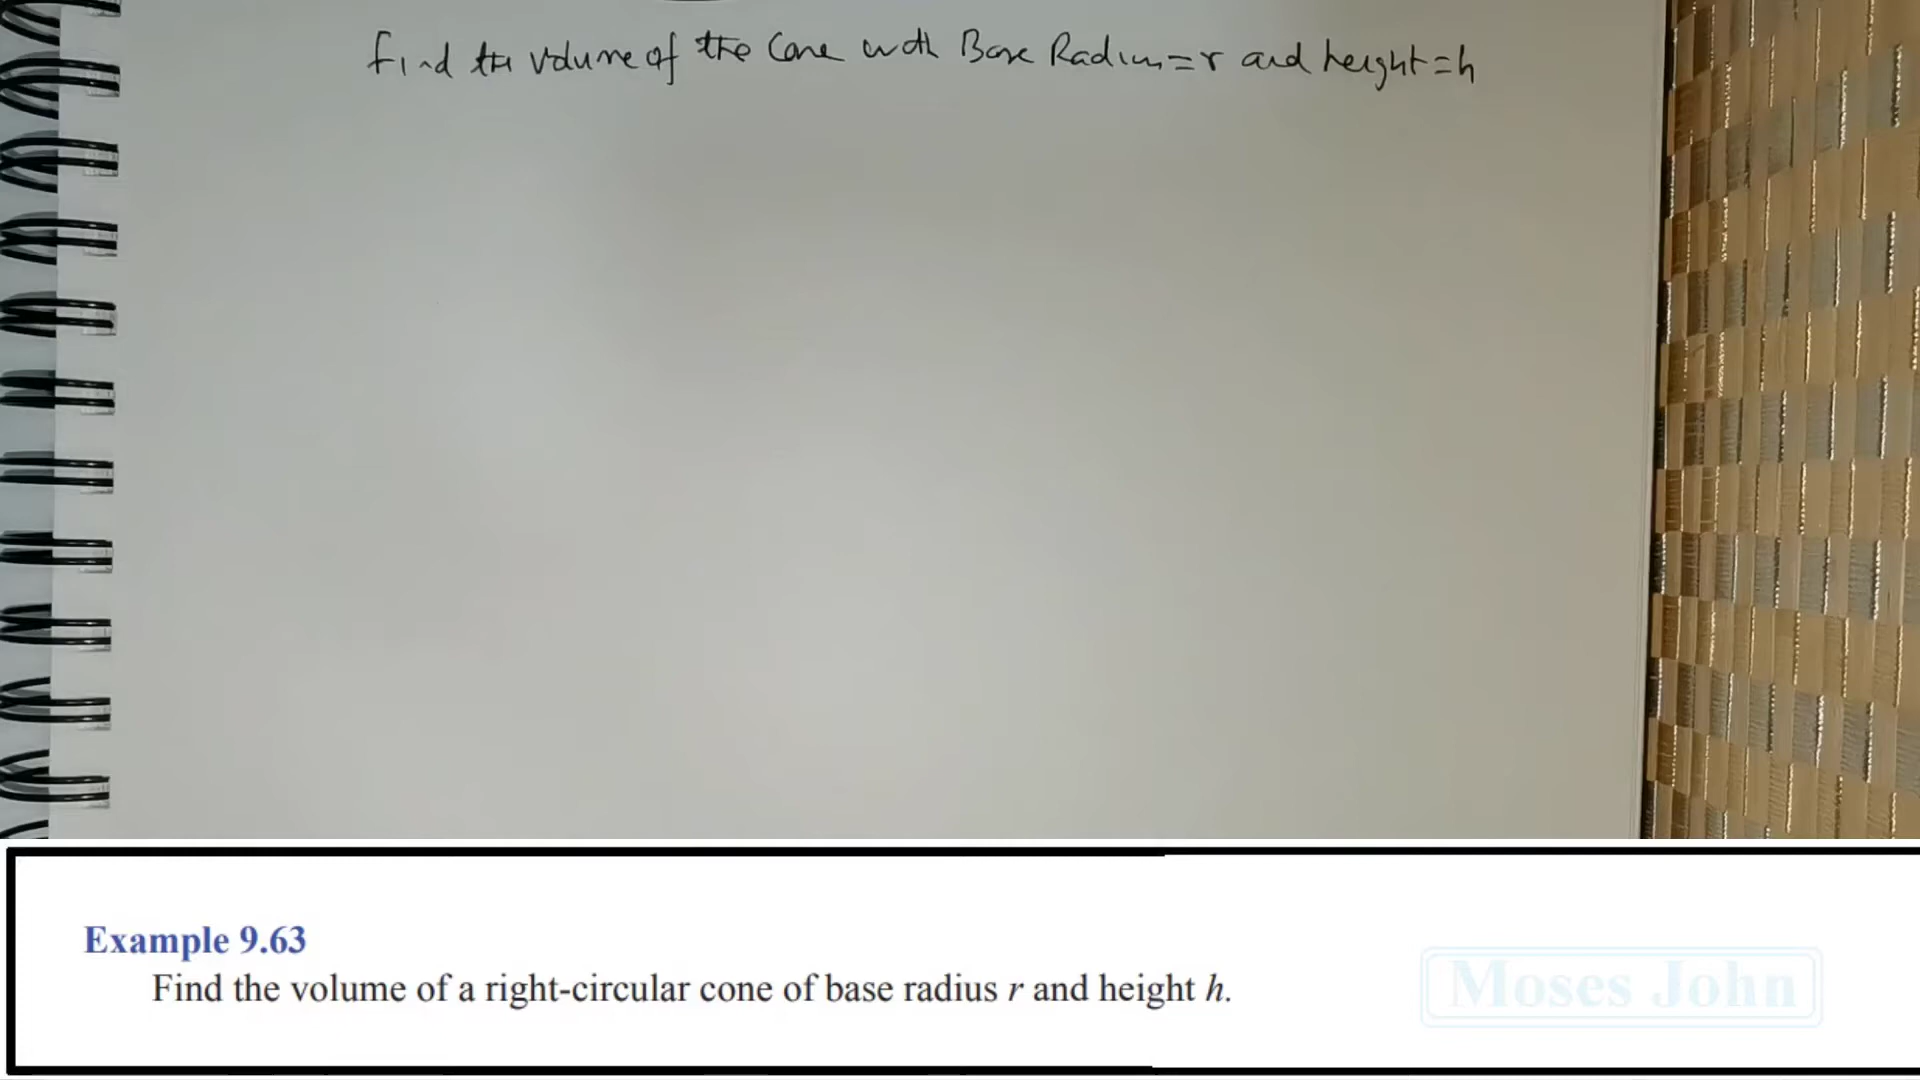 Find the volume of the Cone with Base Radius=r and height=h
Example 9.63
Find the volume of a right-circular cone of base radius r and height h.
Moses John